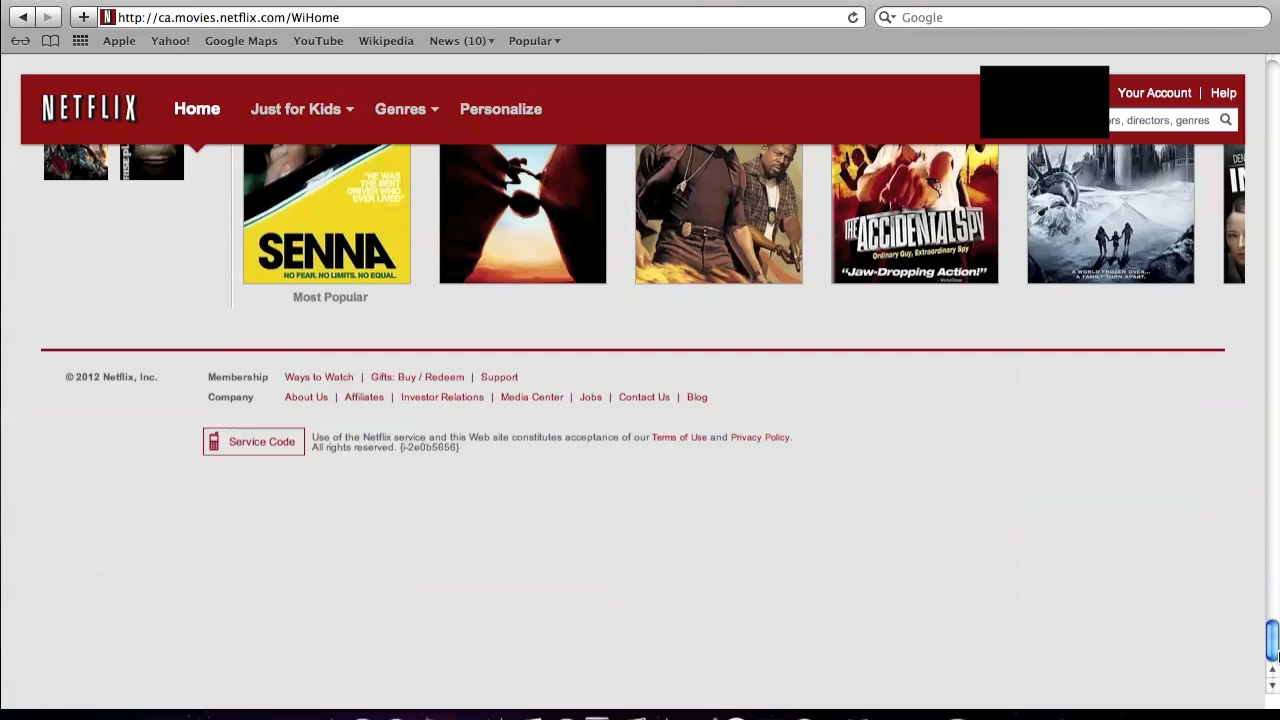 http://ca.movies.netflix.com/WiHome
Google
Apple Yahoo! Google Maps YouTube Wikipedia News (10) Popular
NETFLIX Home Just for Kids Genres Personalize
Your Account | Help
ors, directors, genres
"HE WAS
THE BEST
DRIVER WHO
EVER LIVED"
SENNA
NO FEAR. NO LIMITS. NO EQUAL.
Most Popular
THE ACCIDENTAL SPY
Ordinary Guy, Extraordinary Spy
"Jaw-Dropping Action!"
A WORLD FROZEN OVER...
A FAMILY TURN APART.
DEN
IN
© 2012 Netflix, Inc.
Membership Ways to Watch | Gifts: Buy / Redeem | Support
Company About Us | Affiliates | Investor Relations | Media Center | Jobs | Contact Us | Blog
Service Code
Use of the Netflix service and this Web site constitutes acceptance of our Terms of Use and Privacy Policy.
All rights reserved. {i-2e0b5656}